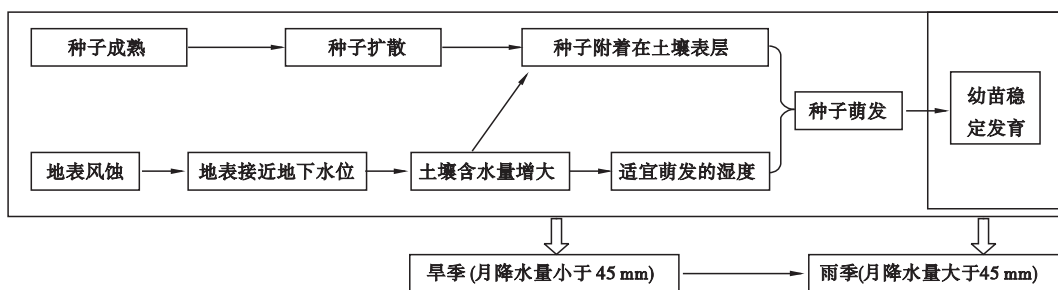 种子成熟
种子扩散
种子附着在土壤表层
种子萌发
幼苗稳
定发育
地表风蚀
地表接近地下水位
土壤含水量增大
适宜萌发的湿度
旱季(月降水量小于 45 mm)
雨季(月降水量大于45 mm)